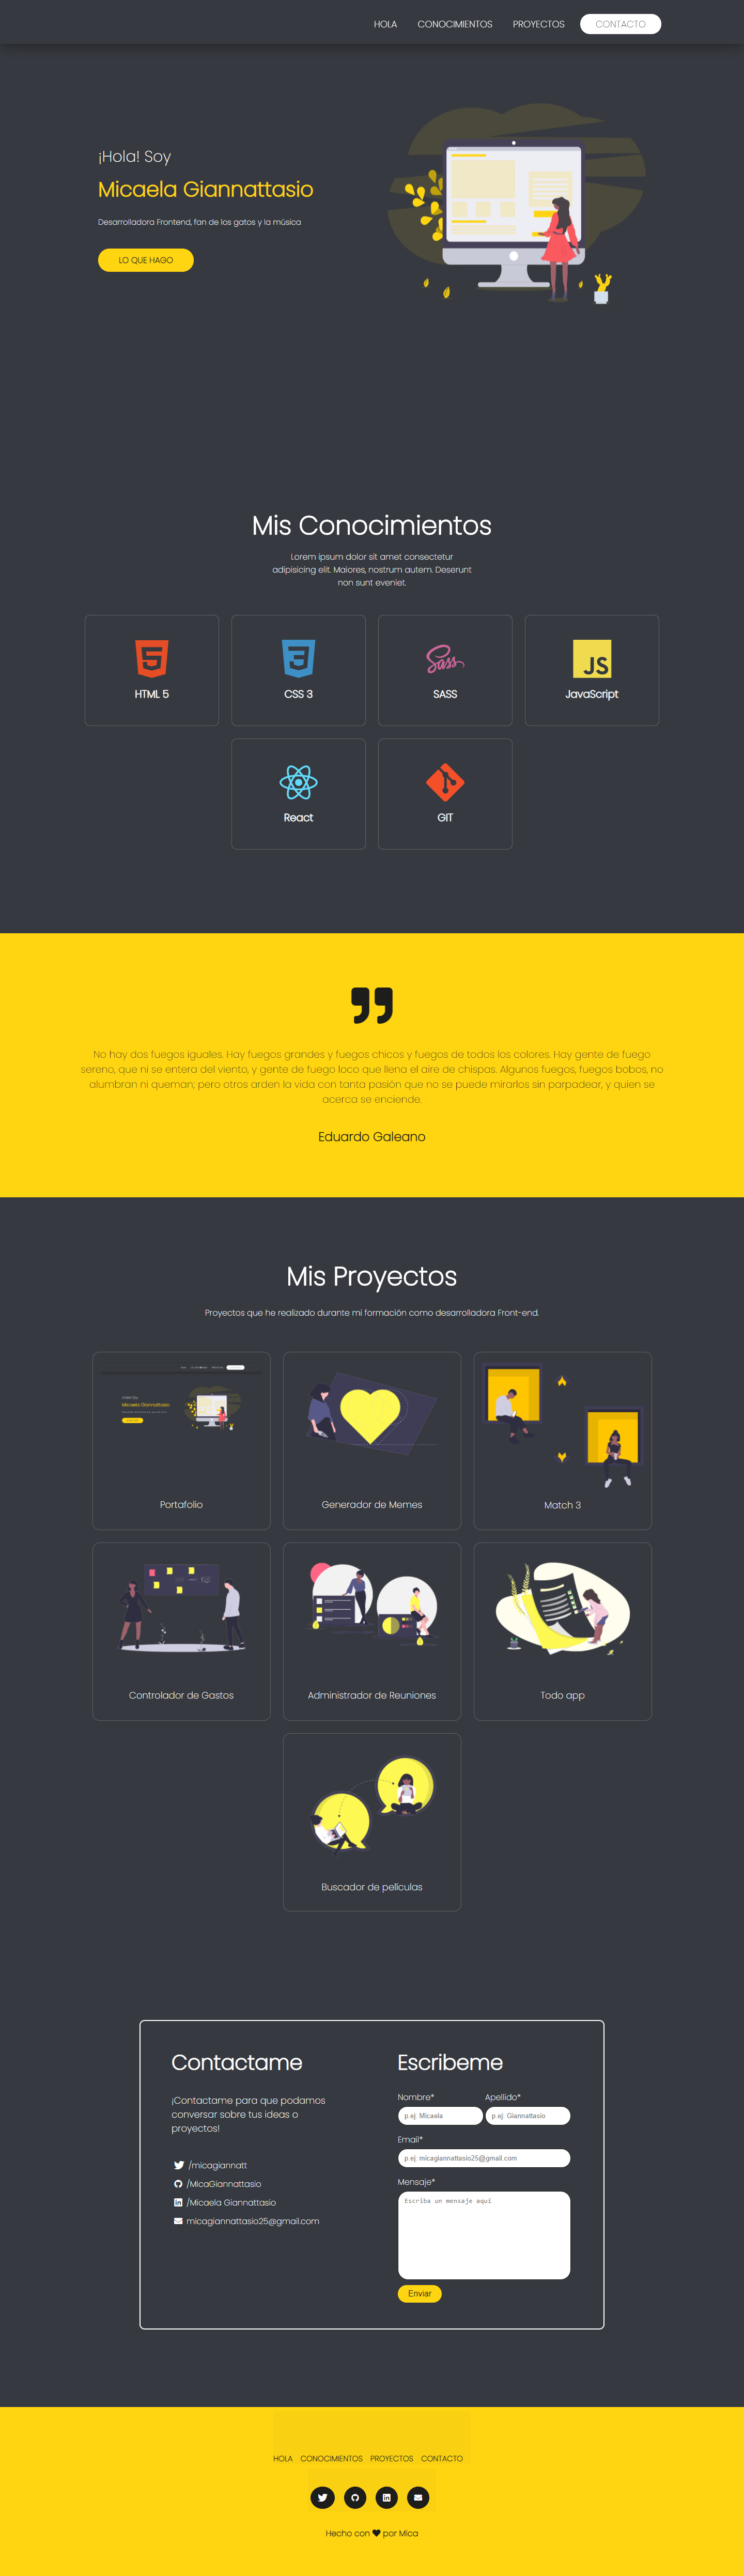 HOLA CONOCIMIENTOS PROYECTOS CONTACTO
¡Hola! Soy
Micaela Giannattasio
Desarrolladora Frontend, fan de los gatos y la música
LO QUE HAGO
Mis Conocimientos
Lorem ipsum dolor sit amet consectetur
adipisicing elit. Maiores, nostrum autem. Deserunt
non sunt eveniet.
HTML 5
CSS 3
Sass
SASS
JS
JavaScript
React
GIT
No hay dos fuegos iguales. Hay fuegos grandes y fuegos chicos y fuegos de todos los colores. Hay gente de fuego
sereno, que ni se entera del viento, y gente de fuego loco que llena el aire de chispas. Algunos fuegos, fuegos bobos, no
alumbran ni queman; pero otros arden la vida con tanta pasión que no se puede mirarlos sin parpadear, y quien se
acerca se enciende.
Eduardo Galeano
Mis Proyectos
Proyectos que he realizado durante mi formación como desarrolladora Front-end.
Micaela Giannattasio
Portafolio
Generador de Memes
Match 3
Controlador de Gastos
Administrador de Reuniones
Todo app
Buscador de películas
Contactame
¡Contactame para que podamos
conversar sobre tus ideas o
proyectos!
/micagiannatt
/MicaGiannattasio
/Micaela Giannattasio
micagiannattasio25@gmail.com
Escribeme
Nombre* Apellido*
p.ej: Micaela p.ej: Giannattasio
Email*
p.ej: micagiannattasio25@gmail.com
Mensaje*
Escriba un mensaje aquí
Enviar
HOLA CONOCIMIENTOS PROYECTOS CONTACTO
Hecho con ❤ por Mica